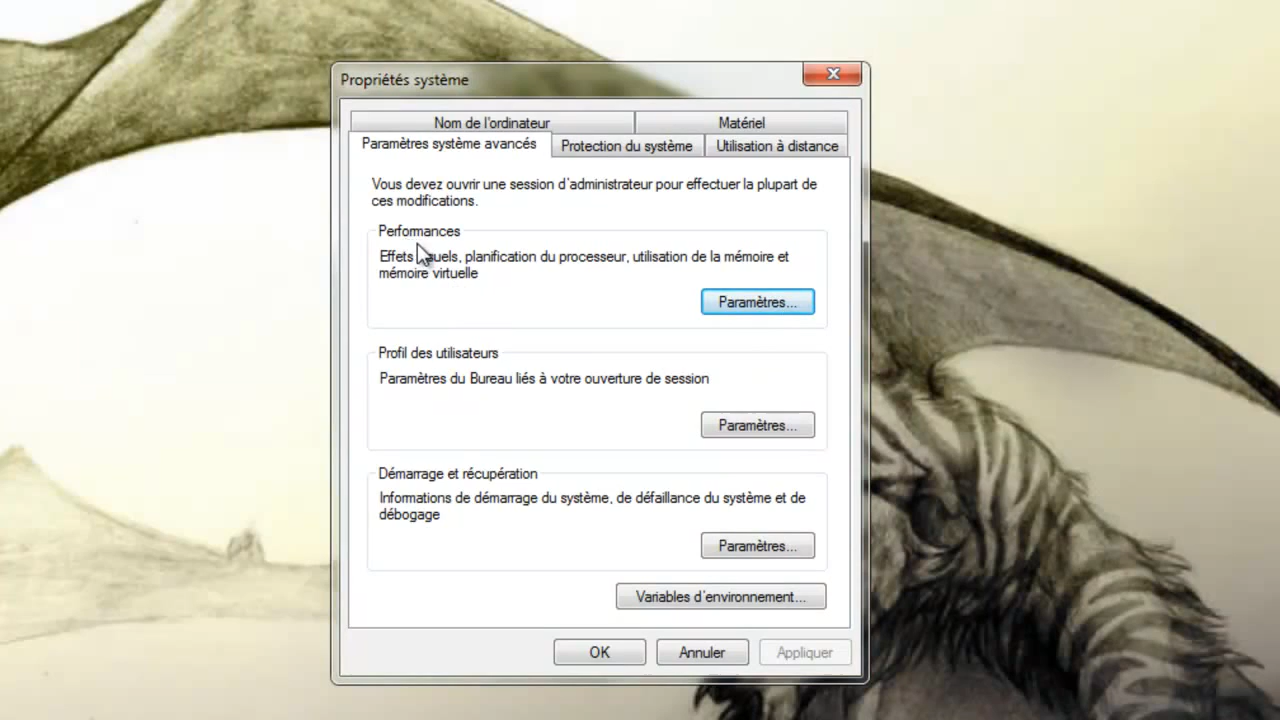 Propriétés système
Nom de l'ordinateur
Matériel
Paramètres système avancés
Protection du système
Utilisation à distance
Vous devez ouvrir une session d'administrateur pour effectuer la plupart de
ces modifications.
Performances
Effets , planification du processeur, utilisation de la mémoire et
mémoire virtuelle
Paramètres...
Profil des utilisateurs
Paramètres du Bureau liés à votre ouverture de session
Paramètres...
Démarrage et récupération
Informations de démarrage du système, de défaillance du système et de
débogage
Paramètres...
Variables d'environnement...
OK
Annuler
Appliquer